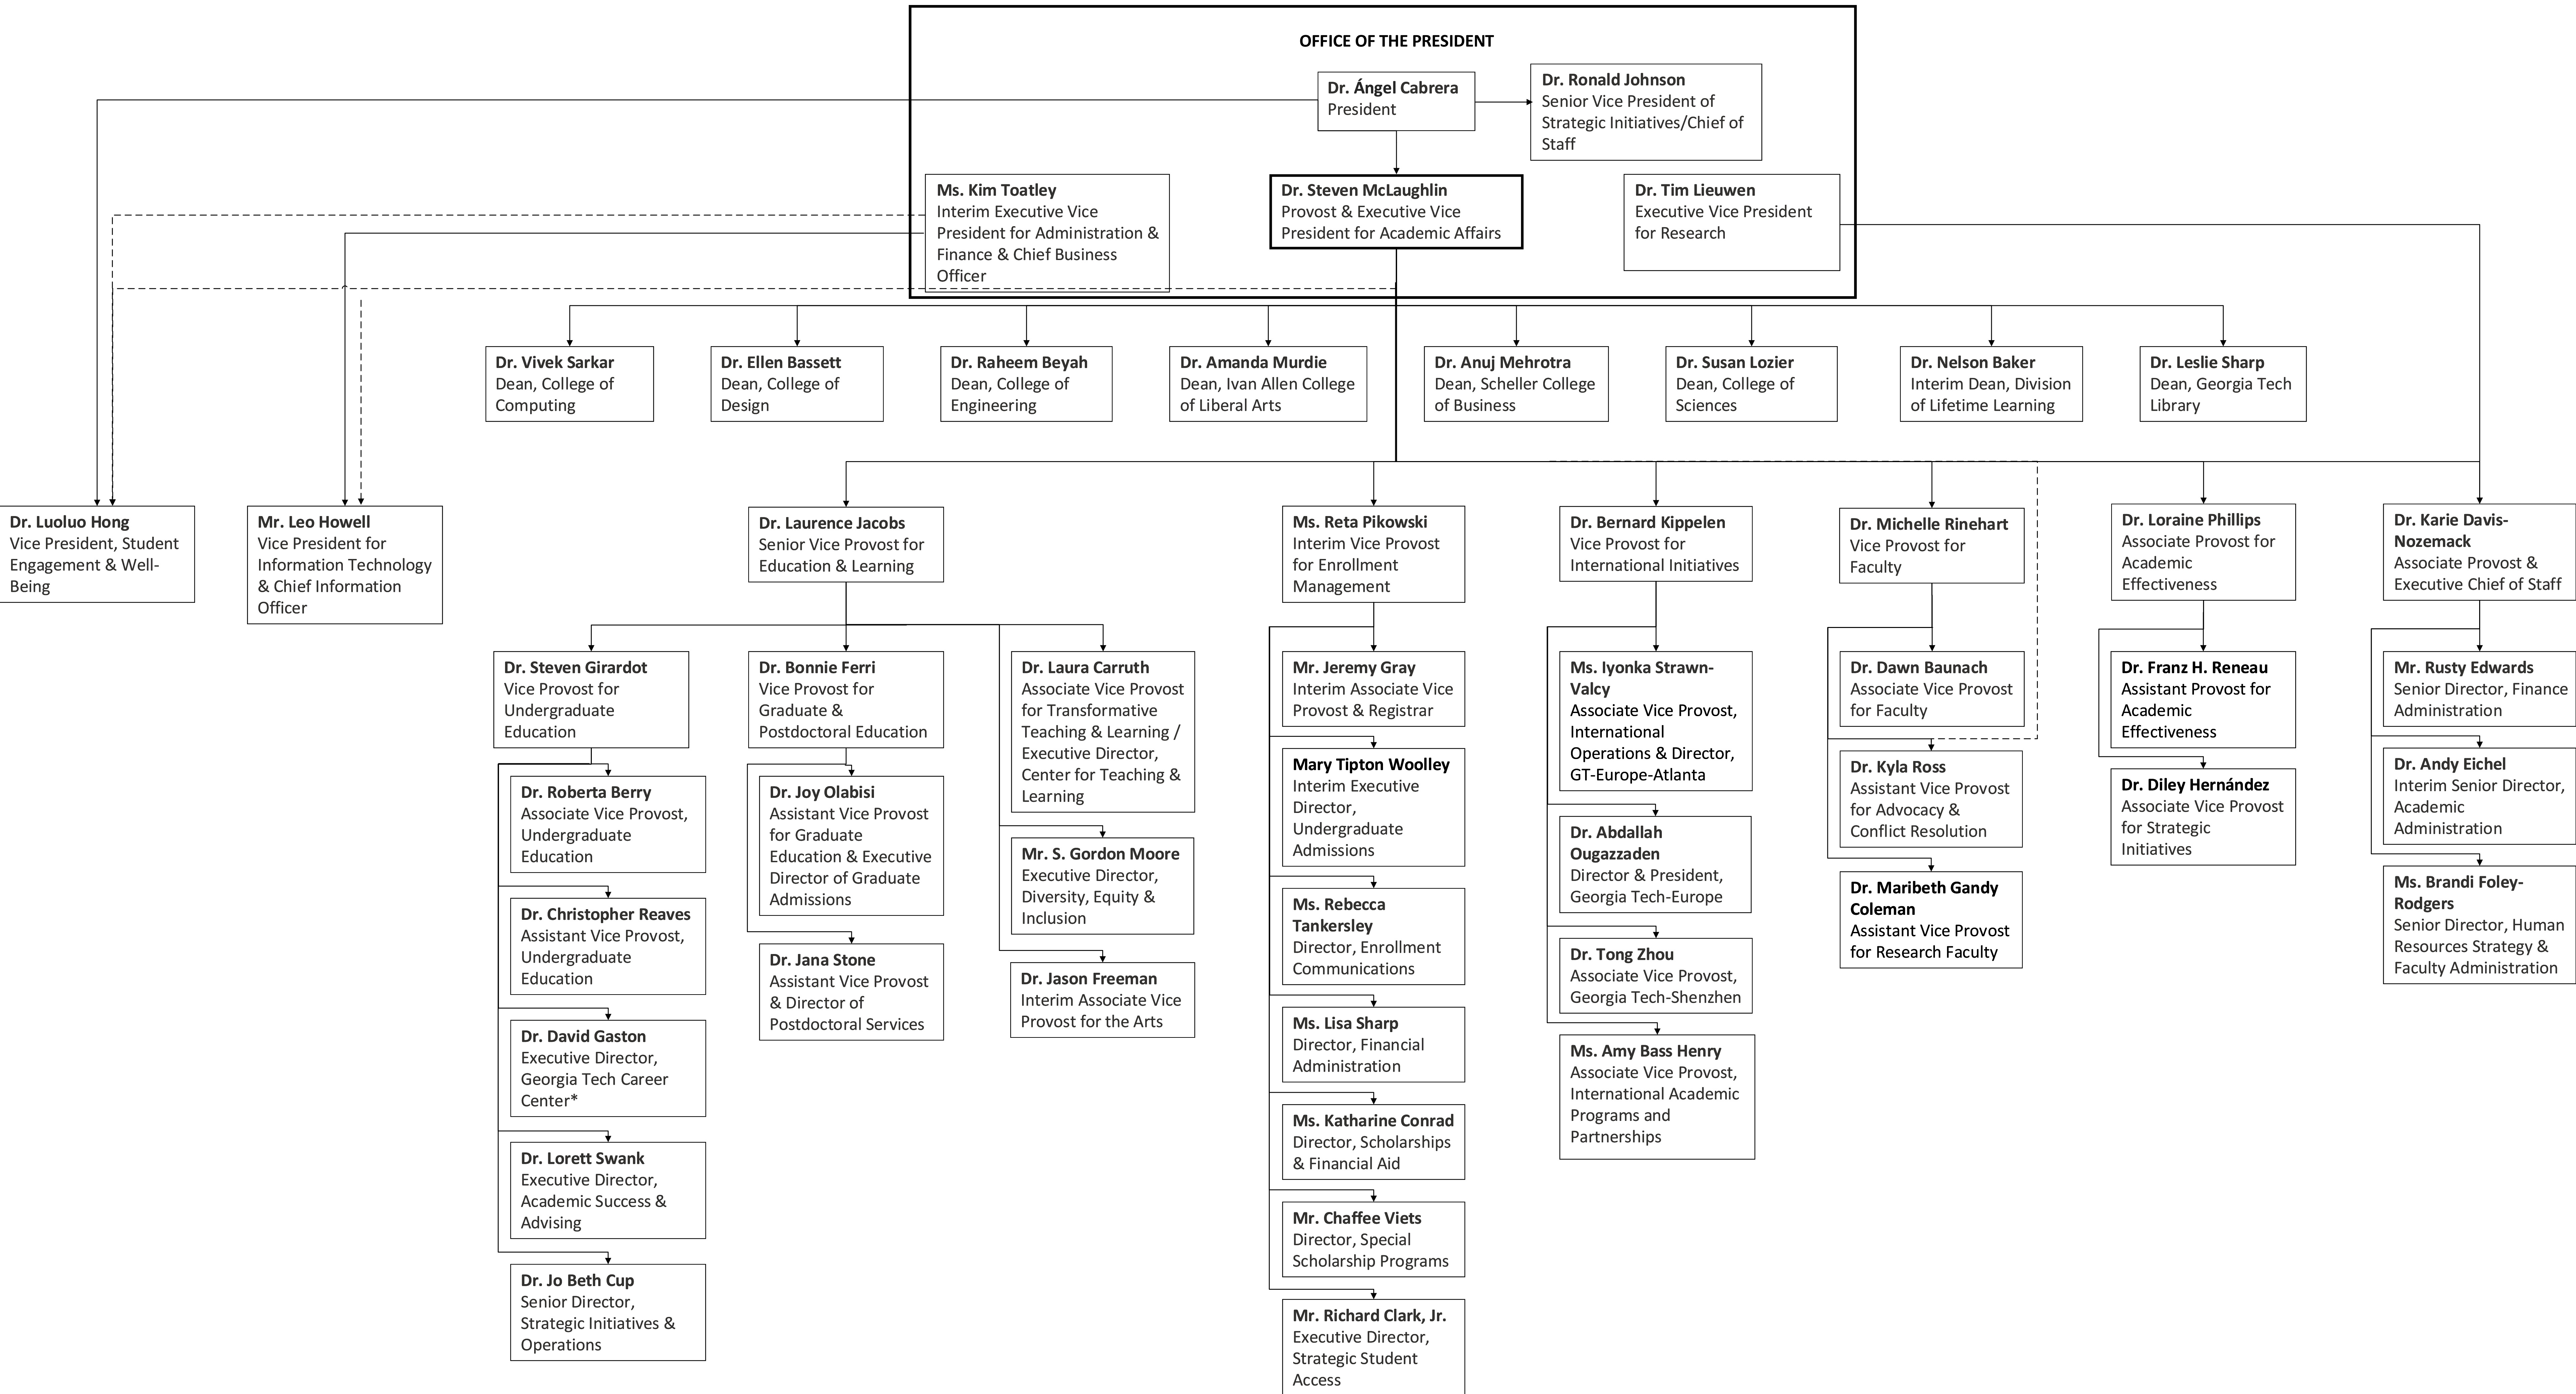 OFFICE OF THE PRESIDENT
Dr. Ángel Cabrera
President
Dr. Ronald Johnson
Senior Vice President of
Strategic Initiatives/Chief of
Staff
Ms. Kim Toatley
Interim Executive Vice
President for Administration &
Finance & Chief Business
Officer
Dr. Steven McLaughlin
Provost & Executive Vice
President for Academic Affairs
Dr. Tim Lieuwen
Executive Vice President
for Research
Dr. Vivek Sarkar
Dean, College of
Computing
Dr. Ellen Bassett
Dean, College of
Design
Dr. Raheem Beyah
Dean, College of
Engineering
Dr. Amanda Murdie
Dean, Ivan Allen College
of Liberal Arts
Dr. Anuj Mehrotra
Dean, Scheller College
of Business
Dr. Susan Lozier
Dean, College of
Sciences
Dr. Nelson Baker
Interim Dean, Division
of Lifetime Learning
Dr. Leslie Sharp
Dean, Georgia Tech
Library
Dr. Luoluo Hong
Vice President, Student
Engagement & Well-
Being
Mr. Leo Howell
Vice President for
Information Technology
& Chief Information
Officer
Dr. Laurence Jacobs
Senior Vice Provost for
Education & Learning
Ms. Reta Pikowski
Interim Vice Provost
for Enrollment
Management
Dr. Bernard Kippelen
Vice Provost for
International Initiatives
Dr. Michelle Rinehart
Vice Provost for
Faculty
Dr. Loraine Phillips
Associate Provost for
Academic
Effectiveness
Dr. Karie Davis-
Nozemack
Associate Provost &
Executive Chief of Staff
Dr. Steven Girardot
Vice Provost for
Undergraduate
Education
Dr. Roberta Berry
Associate Vice Provost,
Undergraduate
Education
Dr. Christopher Reaves
Assistant Vice Provost,
Undergraduate
Education
Dr. David Gaston
Executive Director,
Georgia Tech Career
Center*
Dr. Lorett Swank
Executive Director,
Academic Success &
Advising
Dr. Jo Beth Cup
Senior Director,
Strategic Initiatives &
Operations
Dr. Bonnie Ferri
Vice Provost for
Graduate &
Postdoctoral Education
Dr. Joy Olabisi
Assistant Vice Provost
for Graduate
Education & Executive
Director of Graduate
Admissions
Dr. Jana Stone
Assistant Vice Provost
& Director of
Postdoctoral Services
Dr. Laura Carruth
Associate Vice Provost
for Transformative
Teaching & Learning /
Executive Director,
Center for Teaching &
Learning
Mr. S. Gordon Moore
Executive Director,
Diversity, Equity &
Inclusion
Dr. Jason Freeman
Interim Associate Vice
Provost for the Arts
Mr. Jeremy Gray
Interim Associate Vice
Provost & Registrar
Mary Tipton Woolley
Interim Executive
Director,
Undergraduate
Admissions
Ms. Rebecca
Tankersley
Director, Enrollment
Communications
Ms. Lisa Sharp
Director, Financial
Administration
Ms. Katharine Conrad
Director, Scholarships
& Financial Aid
Mr. Chaffee Viets
Director, Special
Scholarship Programs
Mr. Richard Clark, Jr.
Executive Director,
Strategic Student
Access
Ms. Iyonka Strawn-
Valcy
Associate Vice Provost,
International
Operations & Director,
GT-Europe-Atlanta
Dr. Abdallah
Ougazzaden
Director & President,
Georgia Tech-Europe
Dr. Tong Zhou
Associate Vice Provost,
Georgia Tech-Shenzhen
Ms. Amy Bass Henry
Associate Vice Provost,
International Academic
Programs and
Partnerships
Dr. Dawn Baunach
Associate Vice Provost
for Faculty
Dr. Kyla Ross
Assistant Vice Provost
for Advocacy &
Conflict Resolution
Dr. Maribeth Gandy
Coleman
Assistant Vice Provost
for Research Faculty
Dr. Franz H. Reneau
Assistant Provost for
Academic
Effectiveness
Dr. Diley Hernández
Associate Vice Provost
for Strategic
Initiatives
Mr. Rusty Edwards
Senior Director, Finance
Administration
Dr. Andy Eichel
Interim Senior Director,
Academic
Administration
Ms. Brandi Foley-
Rodgers
Senior Director, Human
Resources Strategy &
Faculty Administration